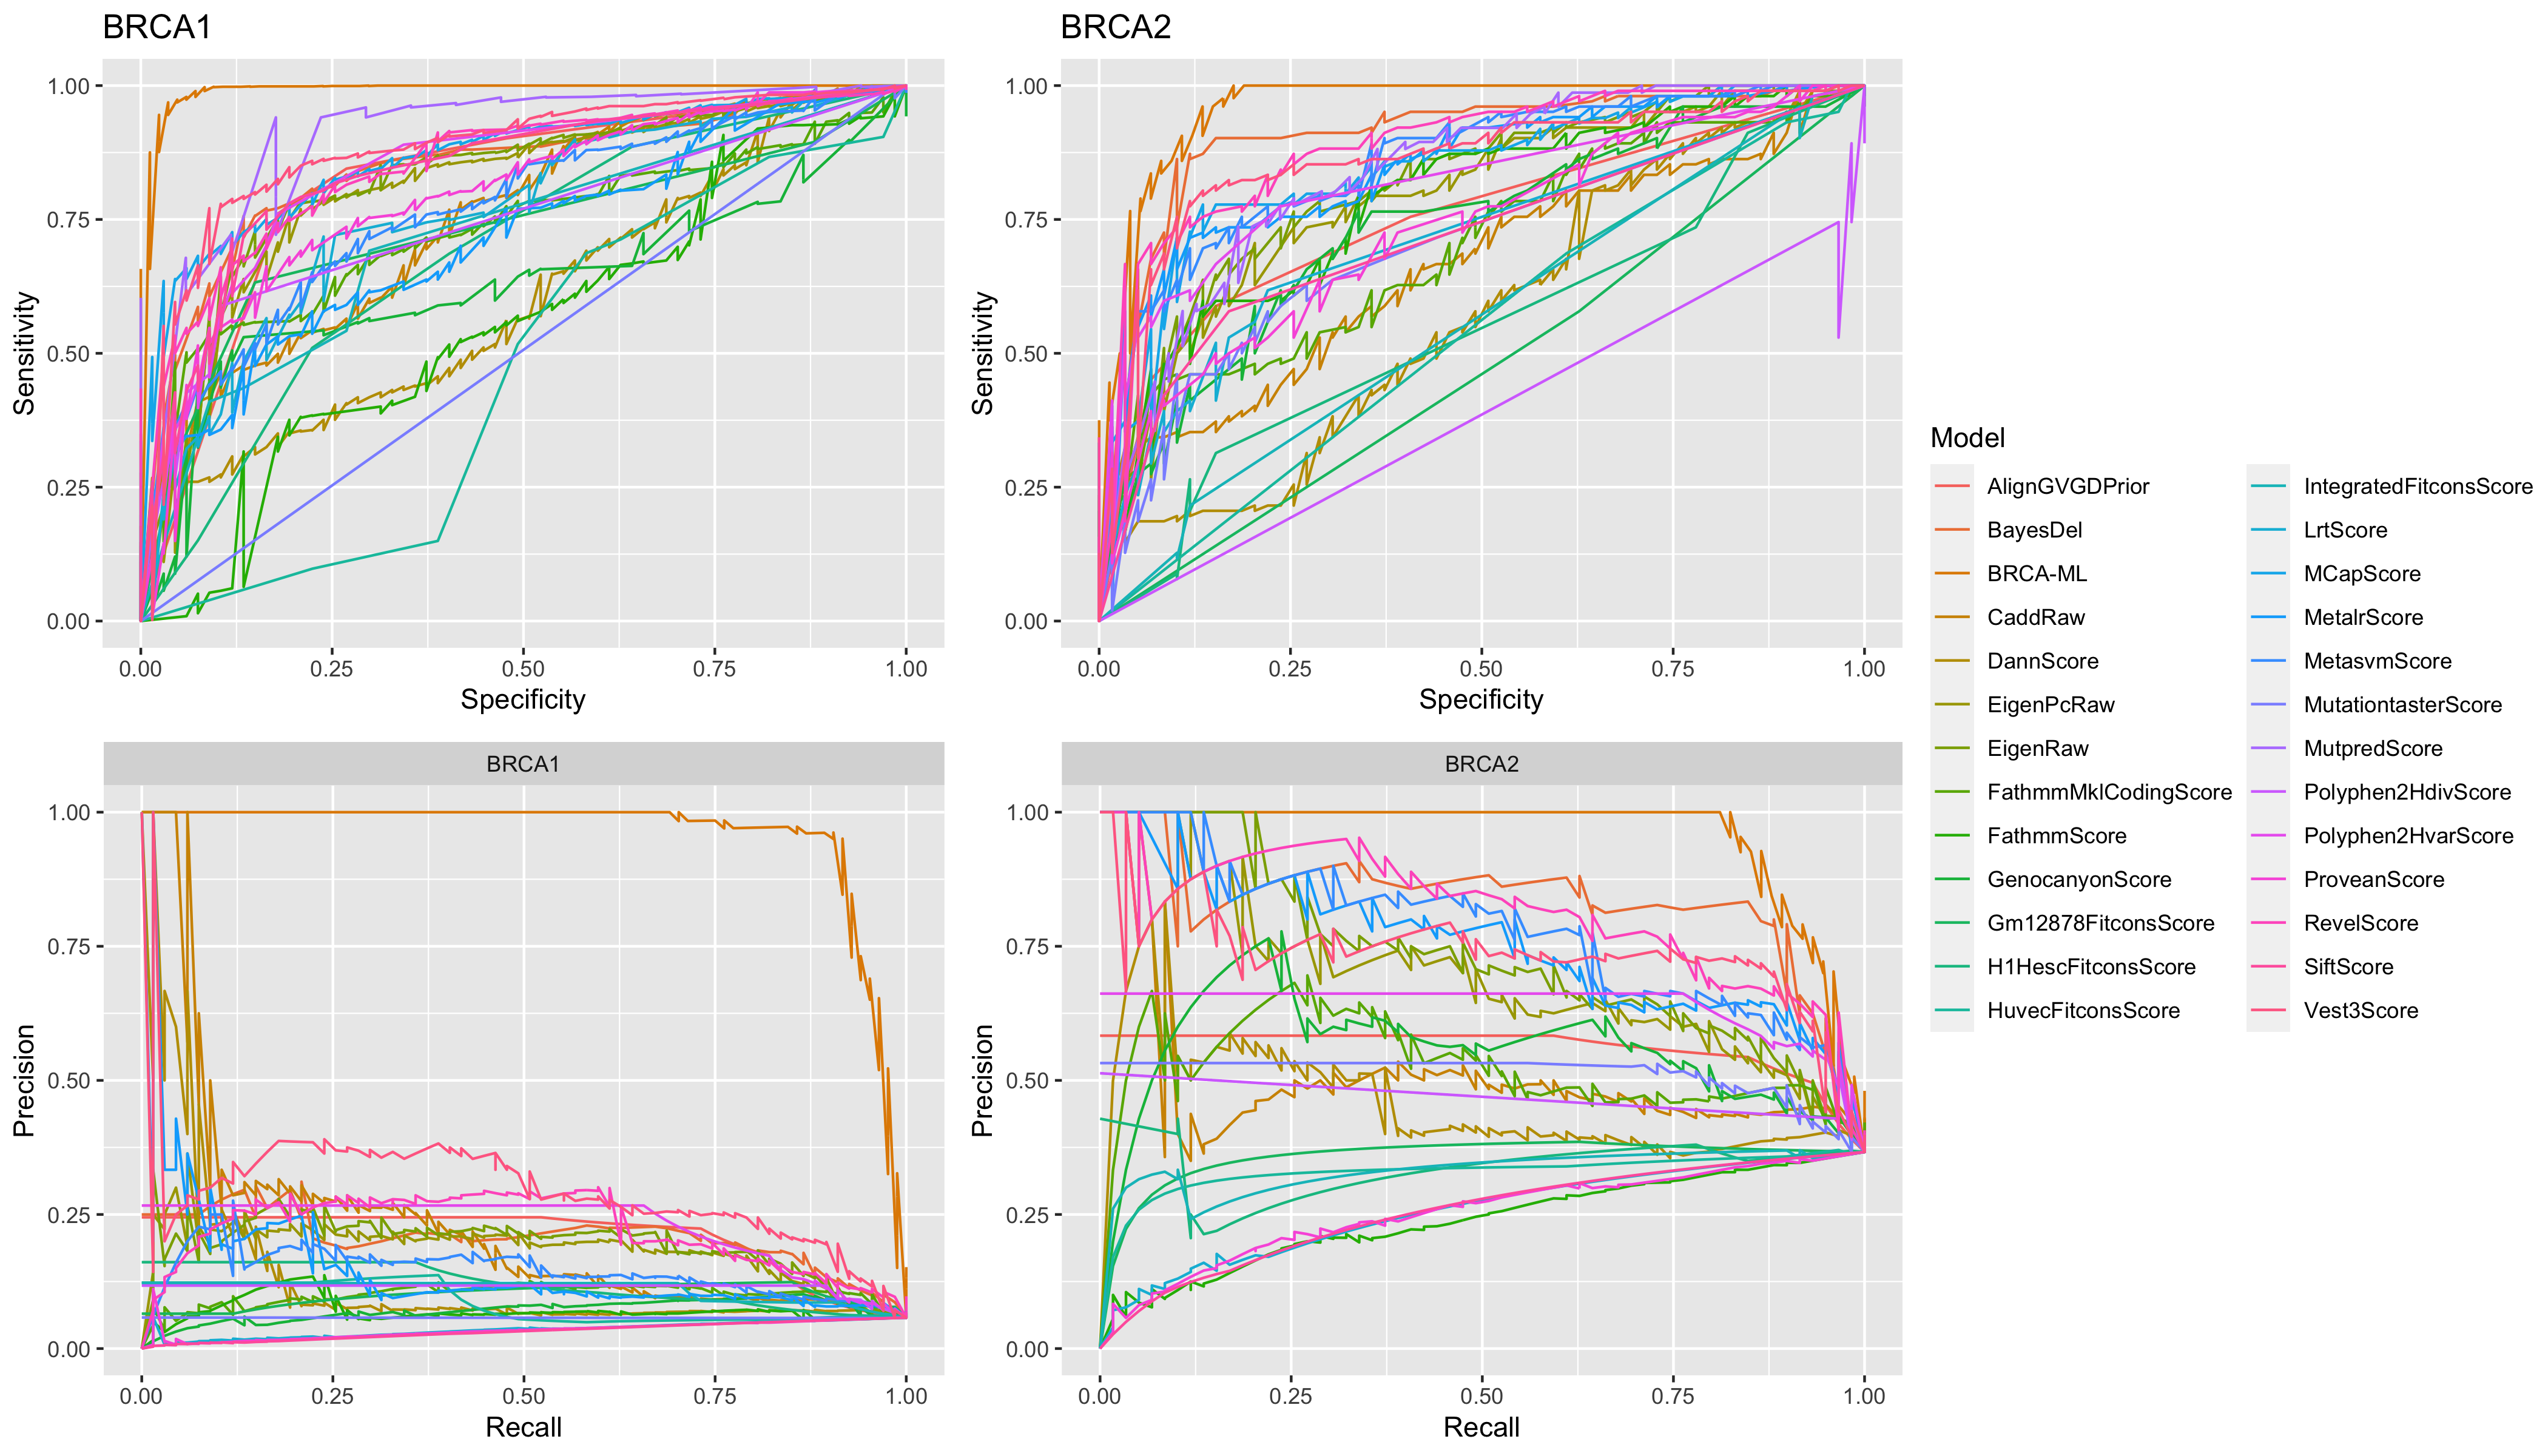 BRCA1
1.00
0.75
0.50
0.25
0.00
Sensitivity
0.00 0.25 0.50 0.75 1.00
Specificity
BRCA2
1.00
0.75
0.50
0.25
0.00
Sensitivity
0.00 0.25 0.50 0.75 1.00
Specificity
BRCA1
1.00
0.75
0.50
0.25
0.00
Precision
0.00 0.25 0.50 0.75 1.00
Recall
BRCA2
1.00
0.75
0.50
0.25
0.00
Precision
0.00 0.25 0.50 0.75 1.00
Recall
Model
AlignGVGDPrior
BayesDel
BRCA-ML
CaddRaw
DannScore
EigenPcRaw
EigenRaw
FathmmMklCodingScore
FathmmScore
GenocanyonScore
Gm12878FitconsScore
H1HescFitconsScore
HuvecFitconsScore
IntegratedFitconsScore
LrtScore
MCapScore
MetalrScore
MetasvmScore
MutationtasterScore
MutpredScore
Polyphen2HdivScore
Polyphen2HvarScore
ProveanScore
RevelScore
SiftScore
Vest3Score